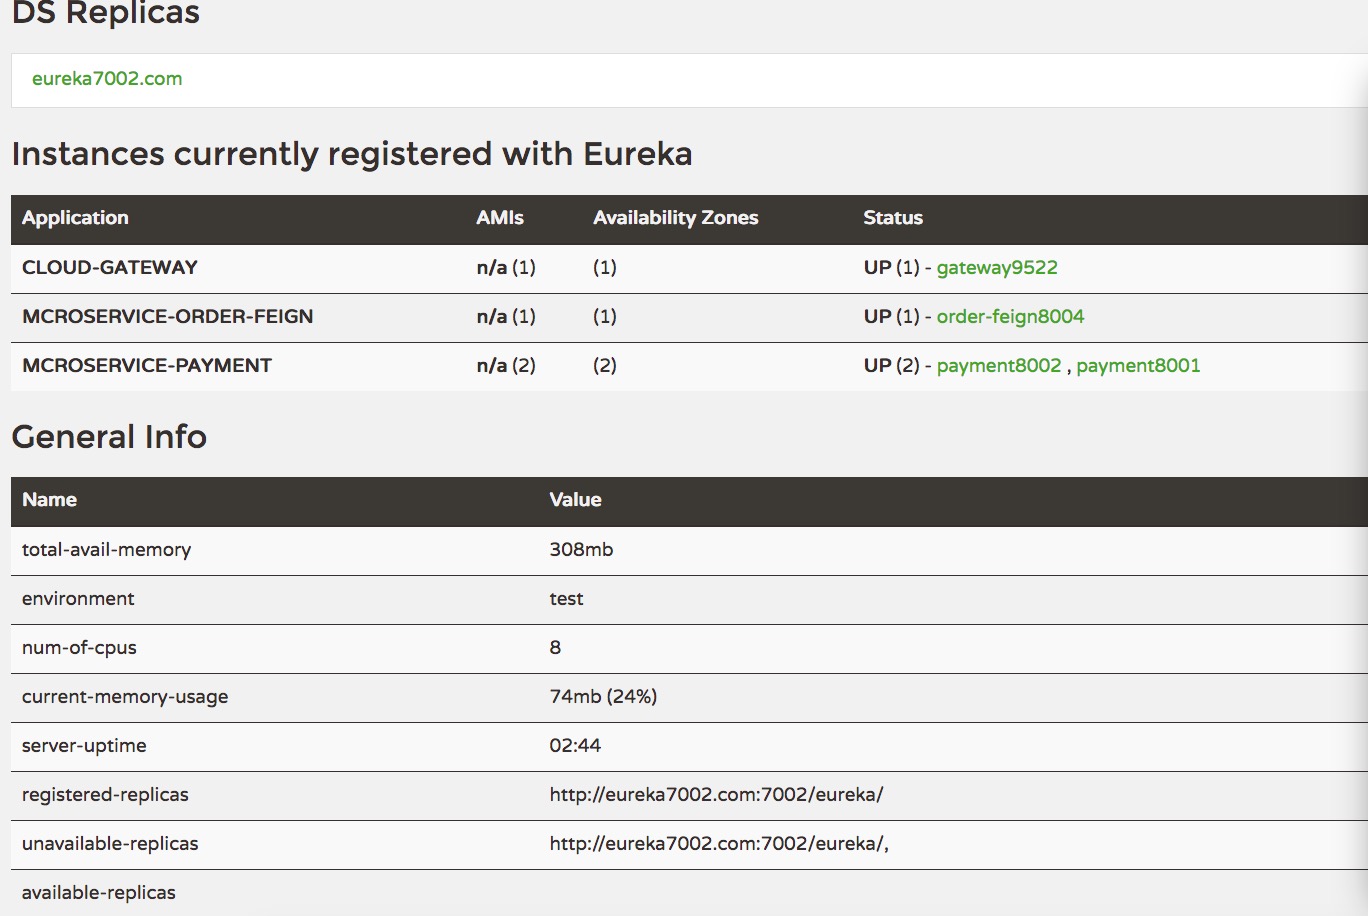 DS Replicas
eureka7002.com
Instances currently registered with Eureka
Application AMIs Availability Zones Status
CLOUD-GATEWAY n/a (1) (1) UP (1) - gateway9522
MCROSERVICE-ORDER-FEIGN n/a (1) (1) UP (1) - order-feign8004
MCROSERVICE-PAYMENT n/a (2) (2) UP (2) - payment8002 , payment8001
General Info
Name Value
total-avail-memory 308mb
environment test
num-of-cpus 8
current-memory-usage 74mb (24%)
server-uptime 02:44
registered-replicas http://eureka7002.com:7002/eureka/
unavailable-replicas http://eureka7002.com:7002/eureka/,
available-replicas